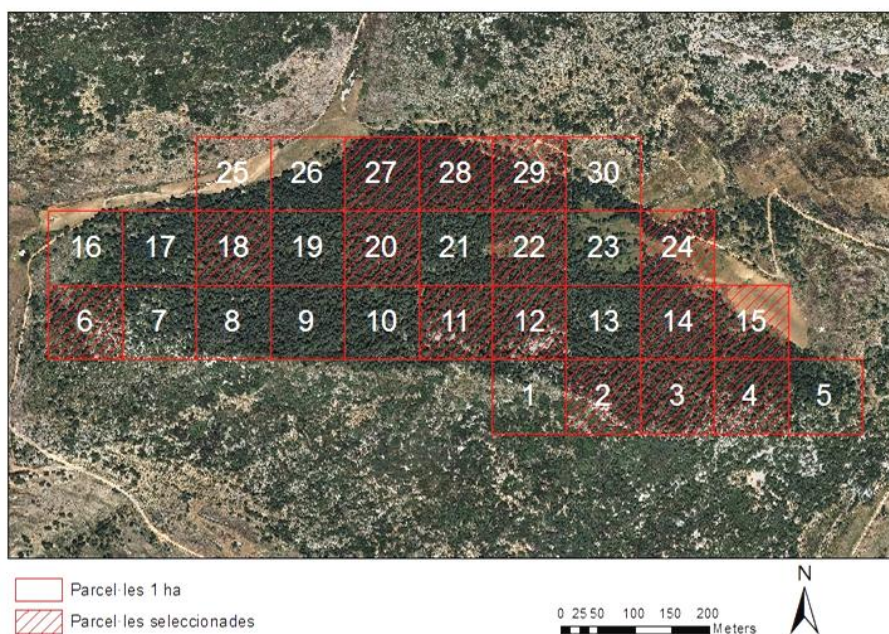 25 26 27 28 29 30
16 17 18 19 20 21 22 23 24
6 7 8 9 10 11 12 13 14 15
1 2 3 4 5
Parcel·les 1 ha
Parcel·les seleccionades
0 25 50 100 150 200
Meters
N